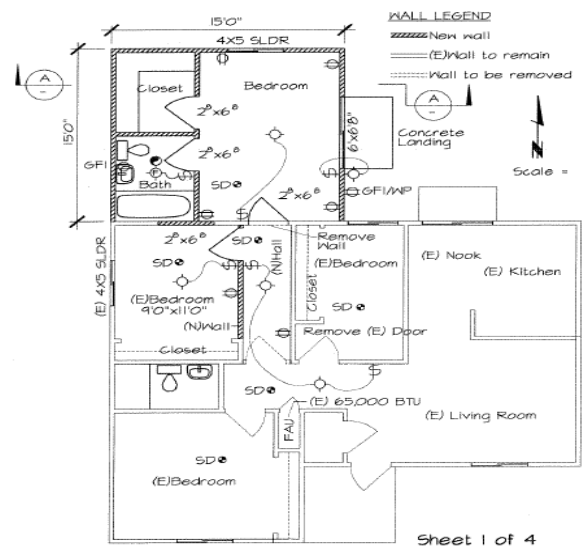 15'0"
4X5 SLDR
WALL LEGEND
New wall
(E)Wall to remain
Wall to be removed
A
A
15'0"
Closet
Bedroom
2⁸x6⁸
2⁸x6⁸
2⁸x6⁸
6'x6'8"
Concrete
Landing
N
Scale =
GFI
F
Bath
SD
GFI/WP
(E) 4X5 SLDR
2⁸x6⁸
SD
Remove
Wall
(N)Hall
SD
(E)Bedroom
9'0"x11'0"
(N)Wall
Closet
(E)Bedroom
Closet
SD
Remove (E) Door
(E) Nook
(E) Kitchen
SD
(E) 65,000 BTU
FAU
(E) Living Room
SD
(E)Bedroom
Sheet 1 of 4